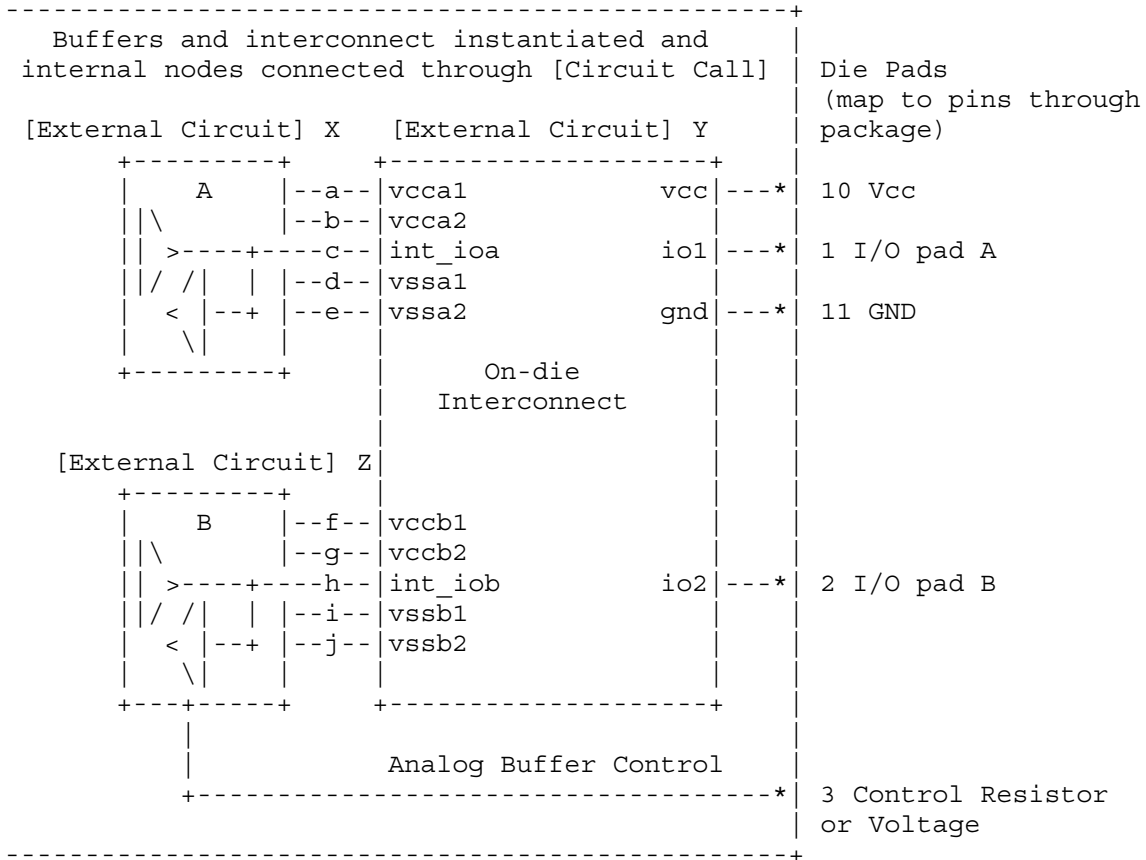 Buffers and interconnect instantiated and
internal nodes connected through [Circuit Call]
Die Pads
(map to pins through
package)
[External Circuit] X [External Circuit] Y
A a vcca1 vcc 10 Vcc
b vcca2
c int_ioa io1 1 I/O pad A
d vssa1
e vssa2 gnd 11 GND
On-die
Interconnect
[External Circuit] Z
B f vccb1
g vccb2
h int_iob io2 2 I/O pad B
i vssb1
j vssb2
Analog Buffer Control
3 Control Resistor
or Voltage